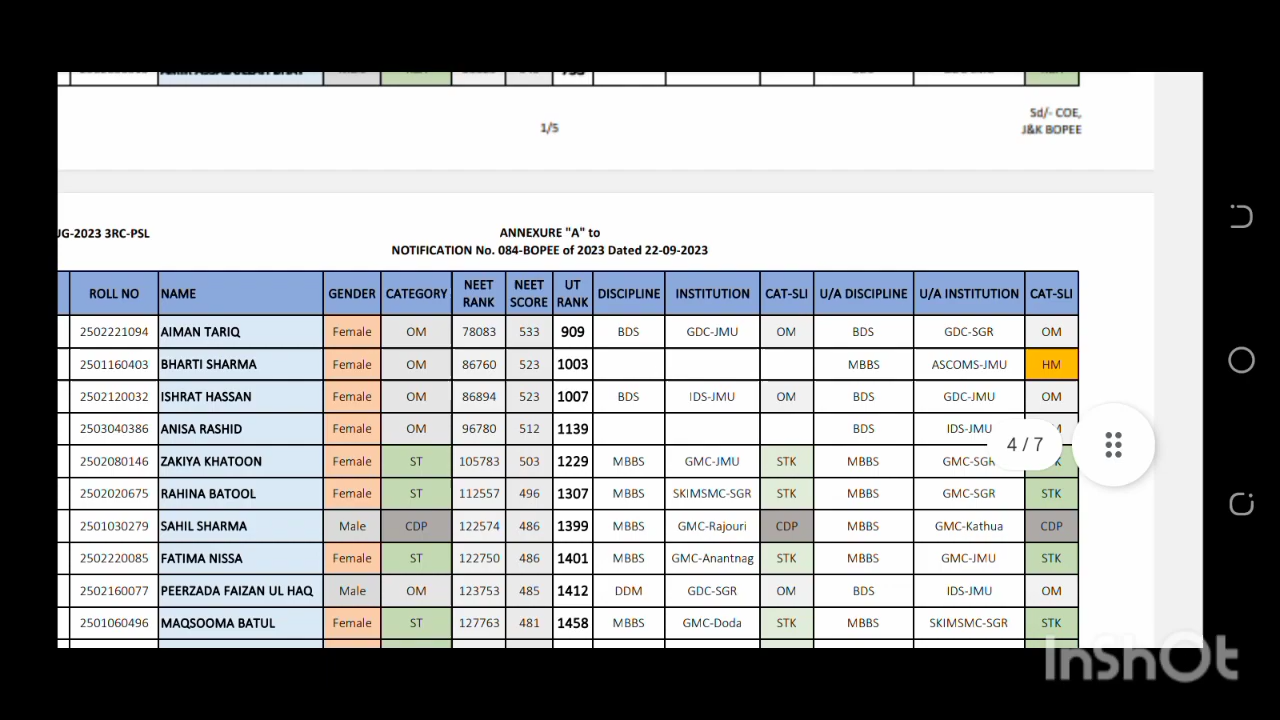 1/5
Sd/- COE,
J&K BOPEE
UG-2023 3RC-PSL
ANNEXURE "A" to
NOTIFICATION No. 084-BOPEE of 2023 Dated 22-09-2023
ROLL NO NAME GENDER CATEGORY NEET RANK NEET SCORE UT RANK DISCIPLINE INSTITUTION CAT-SLI U/A DISCIPLINE U/A INSTITUTION CAT-SLI
2502221094 AIMAN TARIQ Female OM 78083 533 909 BDS GDC-JMU OM BDS GDC-SGR OM
2501160403 BHARTI SHARMA Female OM 86760 523 1003 MBBS ASCOMS-JMU HM
2502120032 ISHRAT HASSAN Female OM 86894 523 1007 BDS IDS-JMU OM BDS GDC-JMU OM
2503040386 ANISA RASHID Female OM 96780 512 1139 BDS IDS-JMU
4 / 7
2502080146 ZAKIYA KHATOON Female ST 105783 503 1229 MBBS GMC-JMU STK MBBS GMC-SGR
2502020675 RAHINA BATOOL Female ST 112557 496 1307 MBBS SKIMSMC-SGR STK MBBS GMC-SGR STK
2501030279 SAHIL SHARMA Male CDP 122574 486 1399 MBBS GMC-Rajouri CDP MBBS GMC-Kathua CDP
2502220085 FATIMA NISSA Female ST 122750 486 1401 MBBS GMC-Anantnag STK MBBS GMC-JMU STK
2502160077 PEERZADA FAIZAN UL HAQ Male OM 123753 485 1412 DDM GDC-SGR OM BDS IDS-JMU OM
2501060496 MAQSOOMA BATUL Female ST 127763 481 1458 MBBS GMC-Doda STK MBBS SKIMSMC-SGR STK
InShOt